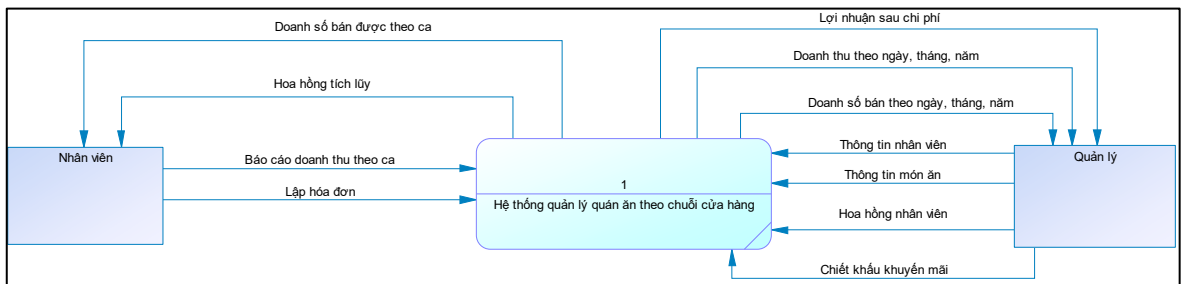 Lợi nhuận sau chi phí
Doanh số bán được theo ca
Doanh thu theo ngày, tháng, năm
Hoa hồng tích lũy
Doanh số bán theo ngày, tháng, năm
Nhân viên
Báo cáo doanh thu theo ca
Lập hóa đơn
1
Hệ thống quản lý quán ăn theo chuỗi cửa hàng
Thông tin nhân viên
Quản lý
Thông tin món ăn
Hoa hồng nhân viên
Chiết khấu khuyến mãi